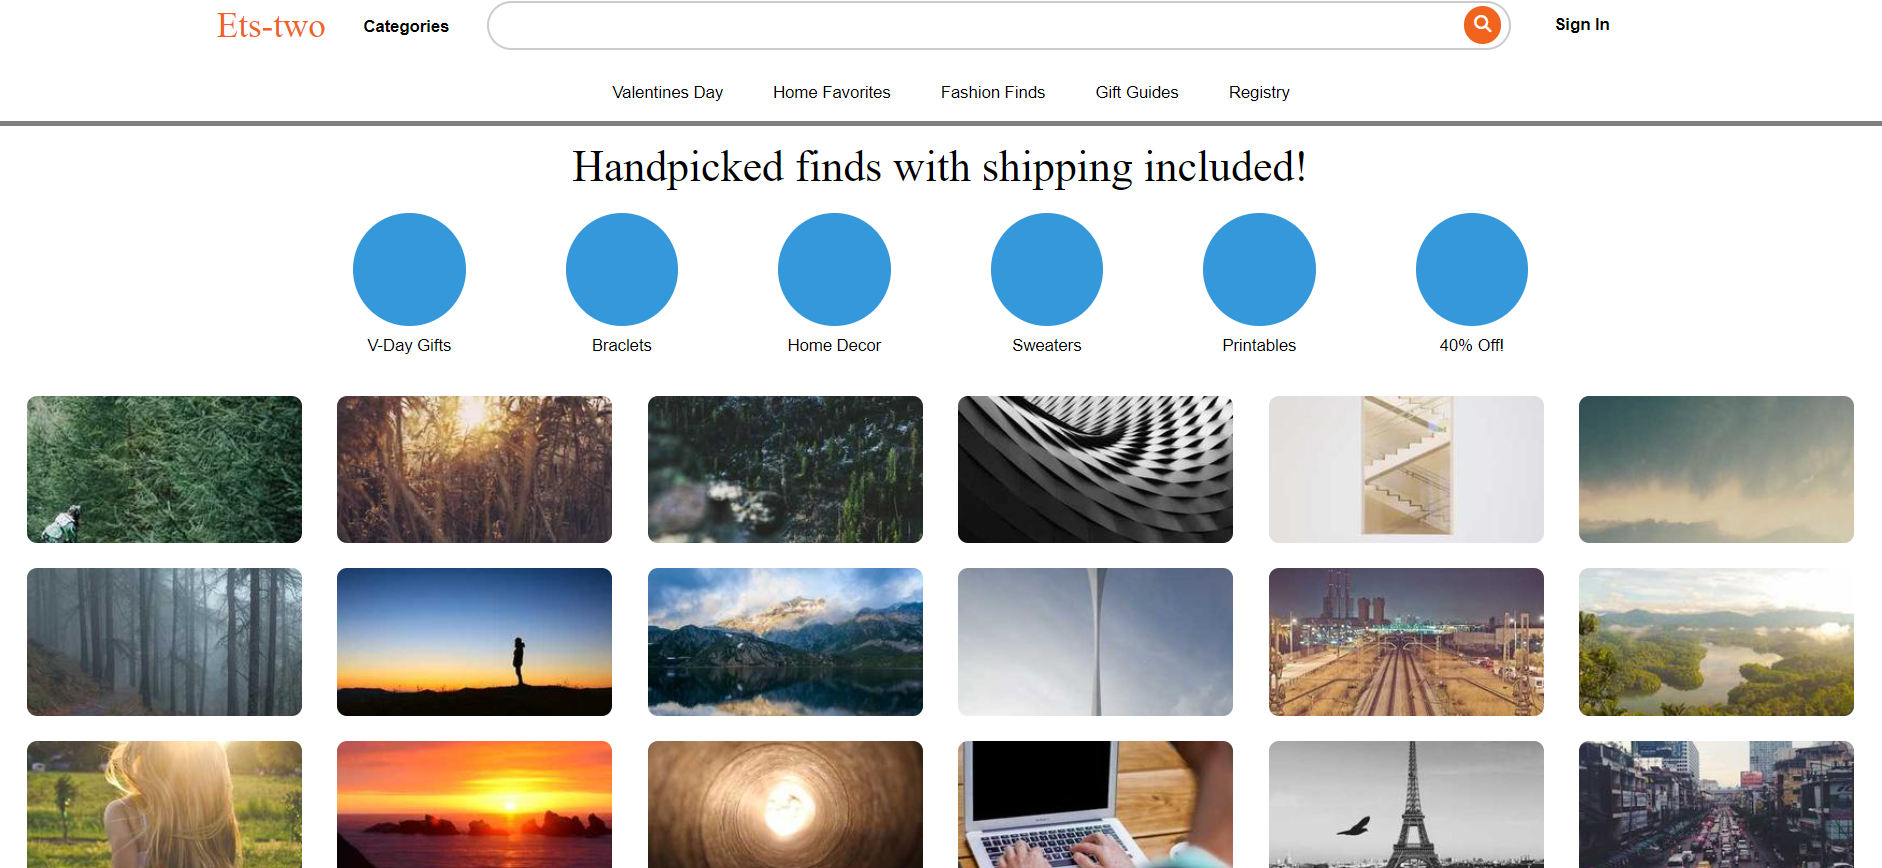 Ets-two
Categories
Sign In
Valentines Day
Home Favorites
Fashion Finds
Gift Guides
Registry
Handpicked finds with shipping included!
V-Day Gifts
Braclets
Home Decor
Sweaters
Printables
40% Off!